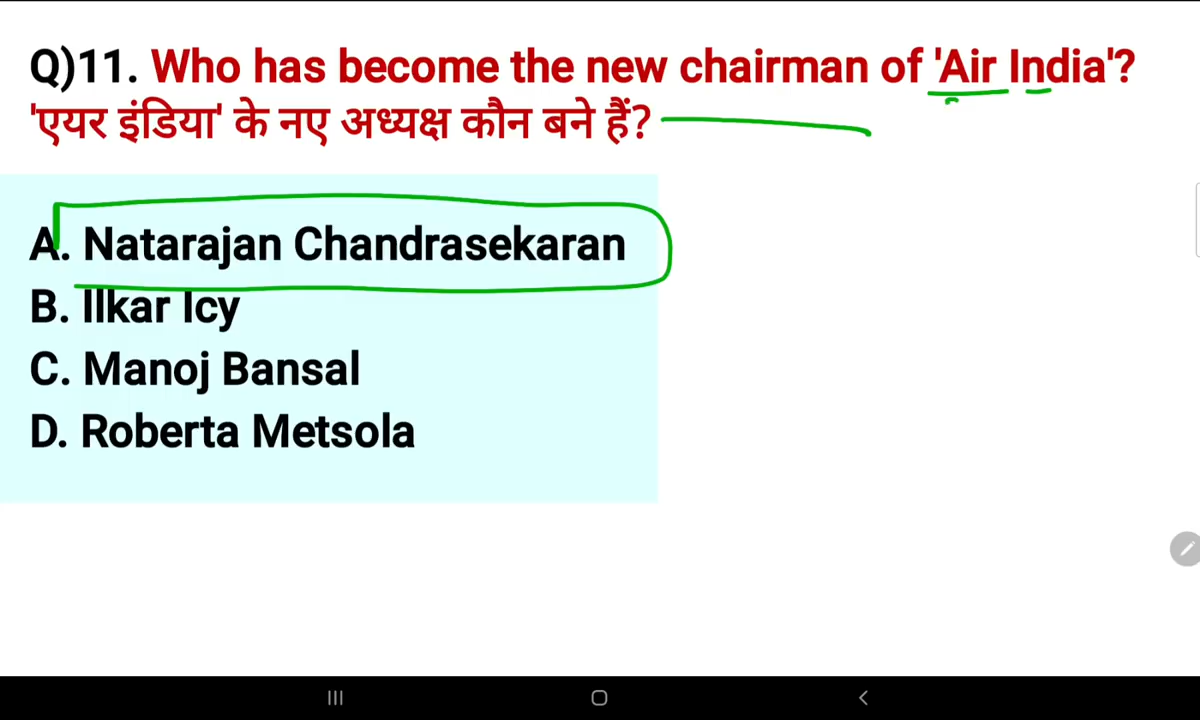 Q)11. Who has become the new chairman of 'Air India'?
'एयर इंडिया' के नए अध्यक्ष कौन बने हैं?
A. Natarajan Chandrasekaran
B. Ilkar Icy
C. Manoj Bansal
D. Roberta Metsola